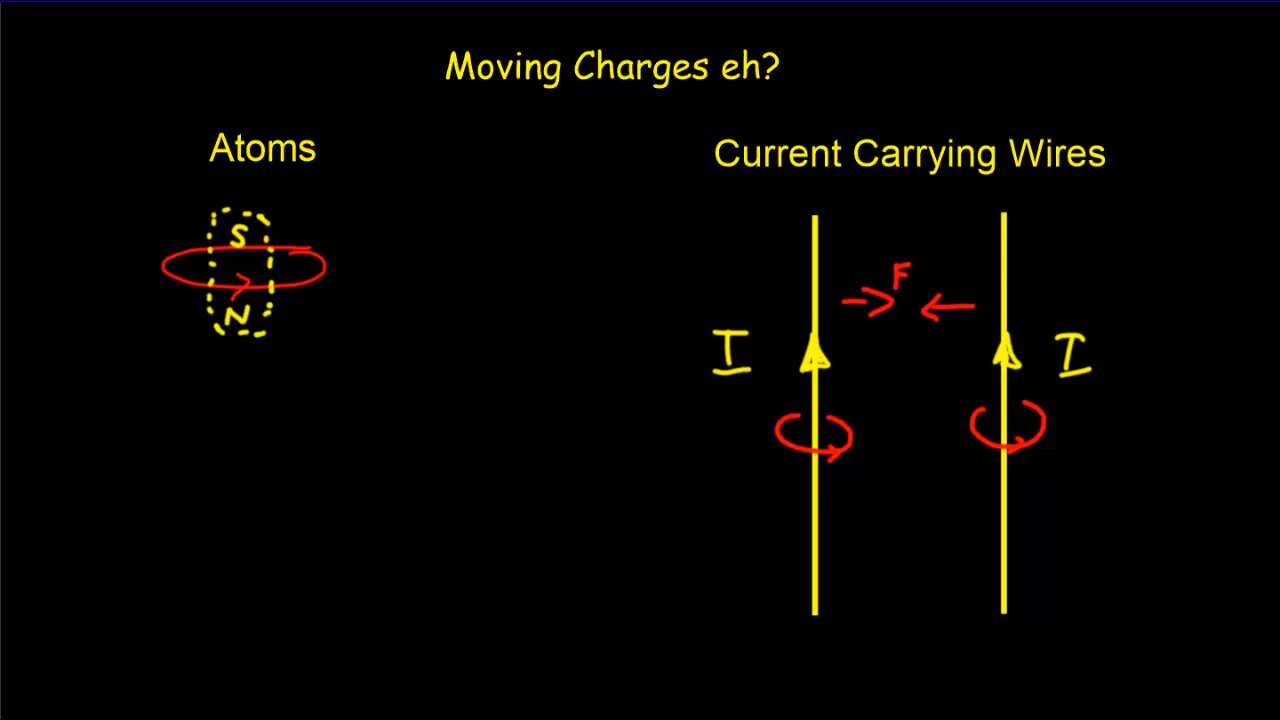 Moving Charges eh?
Atoms
S
N
Current Carrying Wires
F
I
I